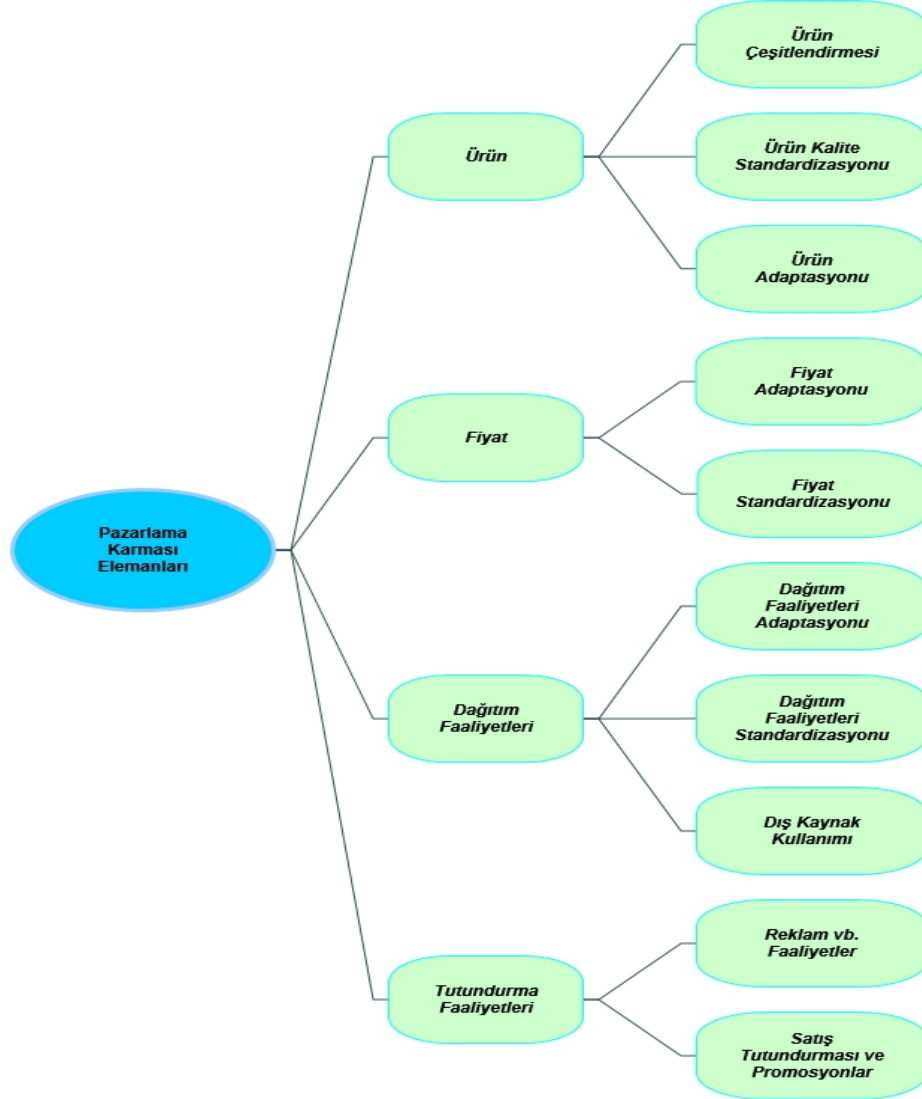 Pazarlama
Karması
Elemanları
Ürün
Ürün
Çeşitlendirmesi
Ürün Kalite
Standardizasyonu
Ürün
Adaptasyonu
Fiyat
Fiyat
Adaptasyonu
Fiyat
Standardizasyonu
Dağıtım
Faaliyetleri
Dağıtım
Faaliyetleri
Adaptasyonu
Dağıtım
Faaliyetleri
Standardizasyonu
Dış Kaynak
Kullanımı
Tutundurma
Faaliyetleri
Reklam vb.
Faaliyetler
Satış
Tutundurması ve
Promosyonlar